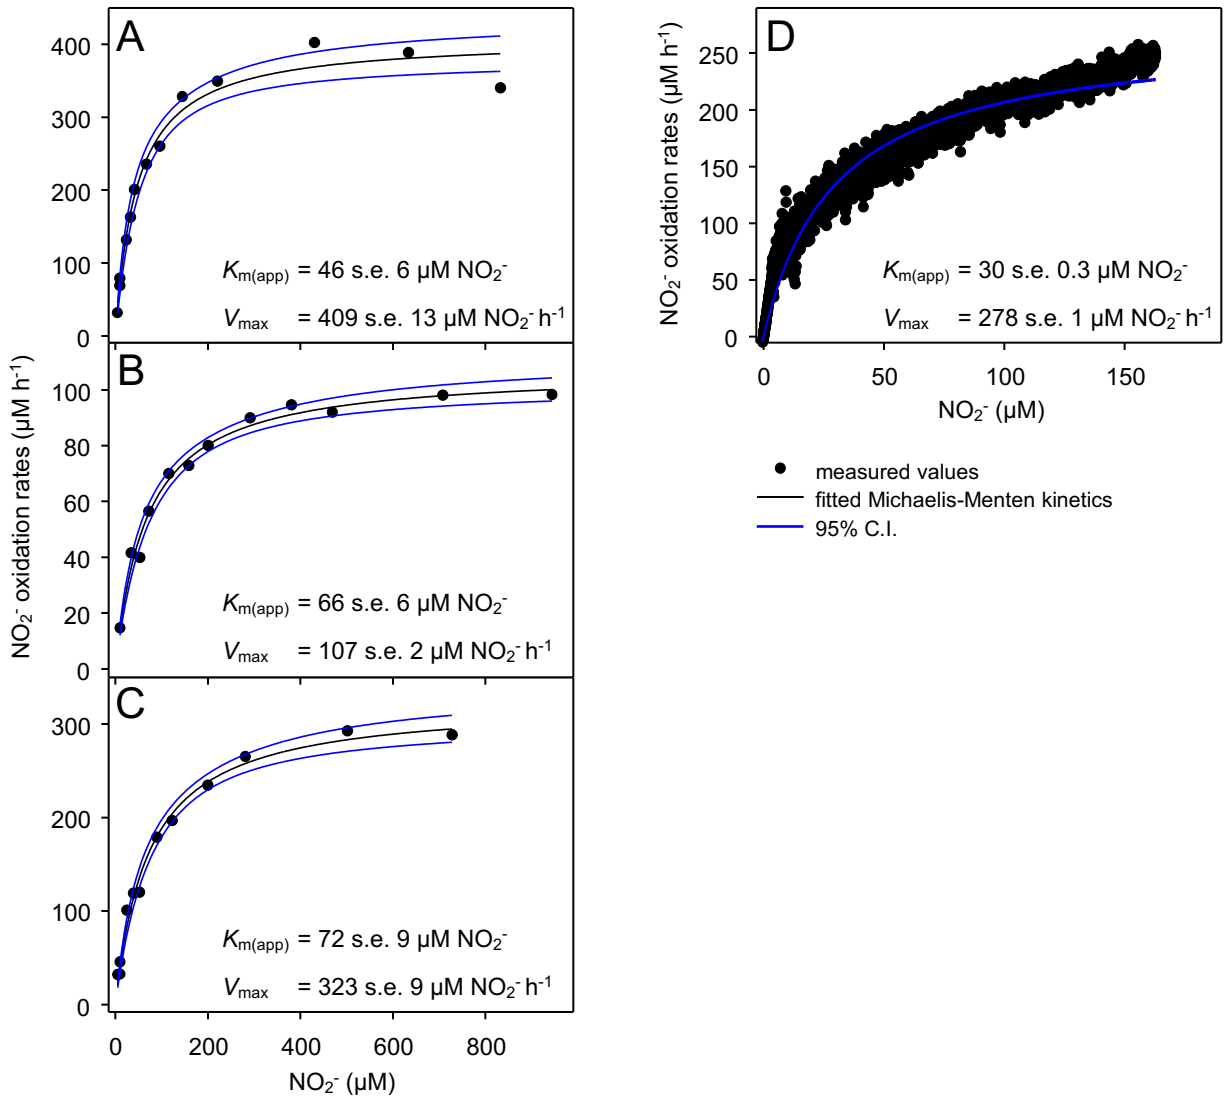 A
400
300
200
100
0
Km(app) = 46 s.e. 6 µM NO₂⁻
Vmax = 409 s.e. 13 µM NO₂⁻ h⁻¹
B
100
80
60
40
20
0
Km(app) = 66 s.e. 6 µM NO₂⁻
Vmax = 107 s.e. 2 µM NO₂⁻ h⁻¹
NO₂⁻ oxidation rates (µM h⁻¹)
C
300
200
100
0
Km(app) = 72 s.e. 9 µM NO₂⁻
Vmax = 323 s.e. 9 µM NO₂⁻ h⁻¹
0 200 400 600 800
NO₂⁻ (µM)
D
NO₂⁻ oxidation rates (µM h⁻¹)
250
200
150
100
50
0
Km(app) = 30 s.e. 0.3 µM NO₂⁻
Vmax = 278 s.e. 1 µM NO₂⁻ h⁻¹
0 50 100 150
NO₂⁻ (µM)
measured values
fitted Michaelis-Menten kinetics
95% C.I.